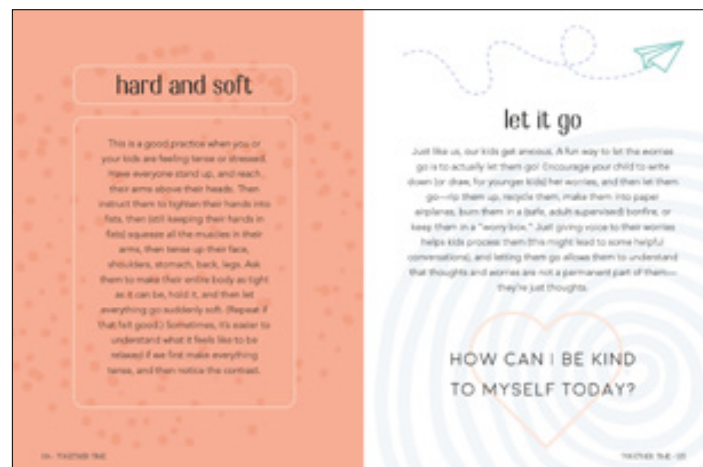 hard and soft
This is a good practice when you or
your kids are feeling tense or stressed.
Have everyone stand up, and reach
their arms above their heads. Then
instruct them to tighten their hands into
fists, then (still keeping their hands in
fists) squeeze all the muscles in their
arms, then tense up their face,
shoulders, stomach, back, legs. Ask
them to make their entire body as tight
as it can be, hold it, and then let
everything go suddenly soft. (Repeat if
that felt good.) Sometimes, it's easier to
understand what it feels like to be
relaxed if we first make everything
tense, and then notice the contrast.
TOGETHER TIME
let it go
Just like us, our kids get anxious. A fun way to let the worries
go is to actually let them go! Encourage your child to write
down (or draw, for younger kids) her worries, and then let them
go—rip them up, recycle them, make them into paper
airplanes, burn them in a (safe, adult-supervised) bonfire, or
keep them in a "worry box." Just giving voice to their worries
helps kids process them (this might lead to some helpful
conversations), and letting them go allows them to understand
that thoughts and worries are not a permanent part of them—
they're just thoughts.
HOW CAN I BE KIND
TO MYSELF TODAY?
TOGETHER TIME